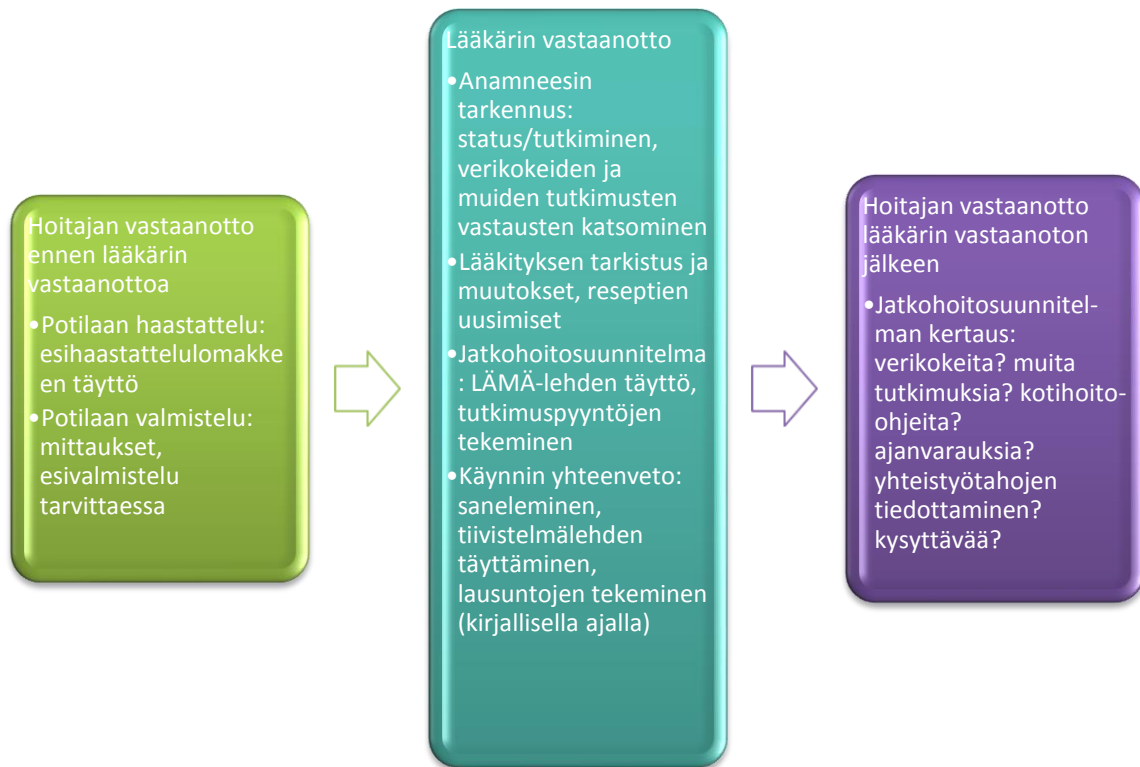 Hoitajan vastaanotto
ennen lääkärin
vastaanottoa
•Potilaan haastattelu:
esihaastattelulomakke
en täyttö
•Potilaan valmistelu:
mittaukset,
esivalmistelu
tarvittaessa
Lääkärin vastaanotto
•Anamneesin
tarkennus:
status/tutkiminen,
verikokeiden ja
muiden tutkimusten
vastausten katsominen
•Lääkityksen tarkistus ja
muutokset, reseptien
uusimiset
•Jatkohoitosuunnitelma
: LÄMÄ-lehden täyttö,
tutkimuspyyntöjen
tekeminen
•Käynnin yhteenveto:
saneleminen,
tiivistelmälehden
täyttäminen,
lausuntojen tekeminen
(kirjallisella ajalla)
Hoitajan vastaanotto
lääkärin vastaanoton
jälkeen
•Jatkohoitosuunnitel-
man kertaus:
verikokeita? muita
tutkimuksia? kotihoito-
ohjeita?
ajanvarauksia?
yhteistyötahojen
tiedottaminen?
kysyttävää?